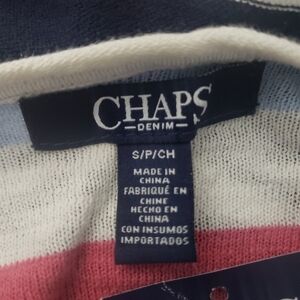 CHAPS
DENIM
S/P/CH
MADE IN
CHINA
FABRIQUÉ EN
CHINE
HECHO EN
CHINA
CON INSUMOS
IMPORTADOS